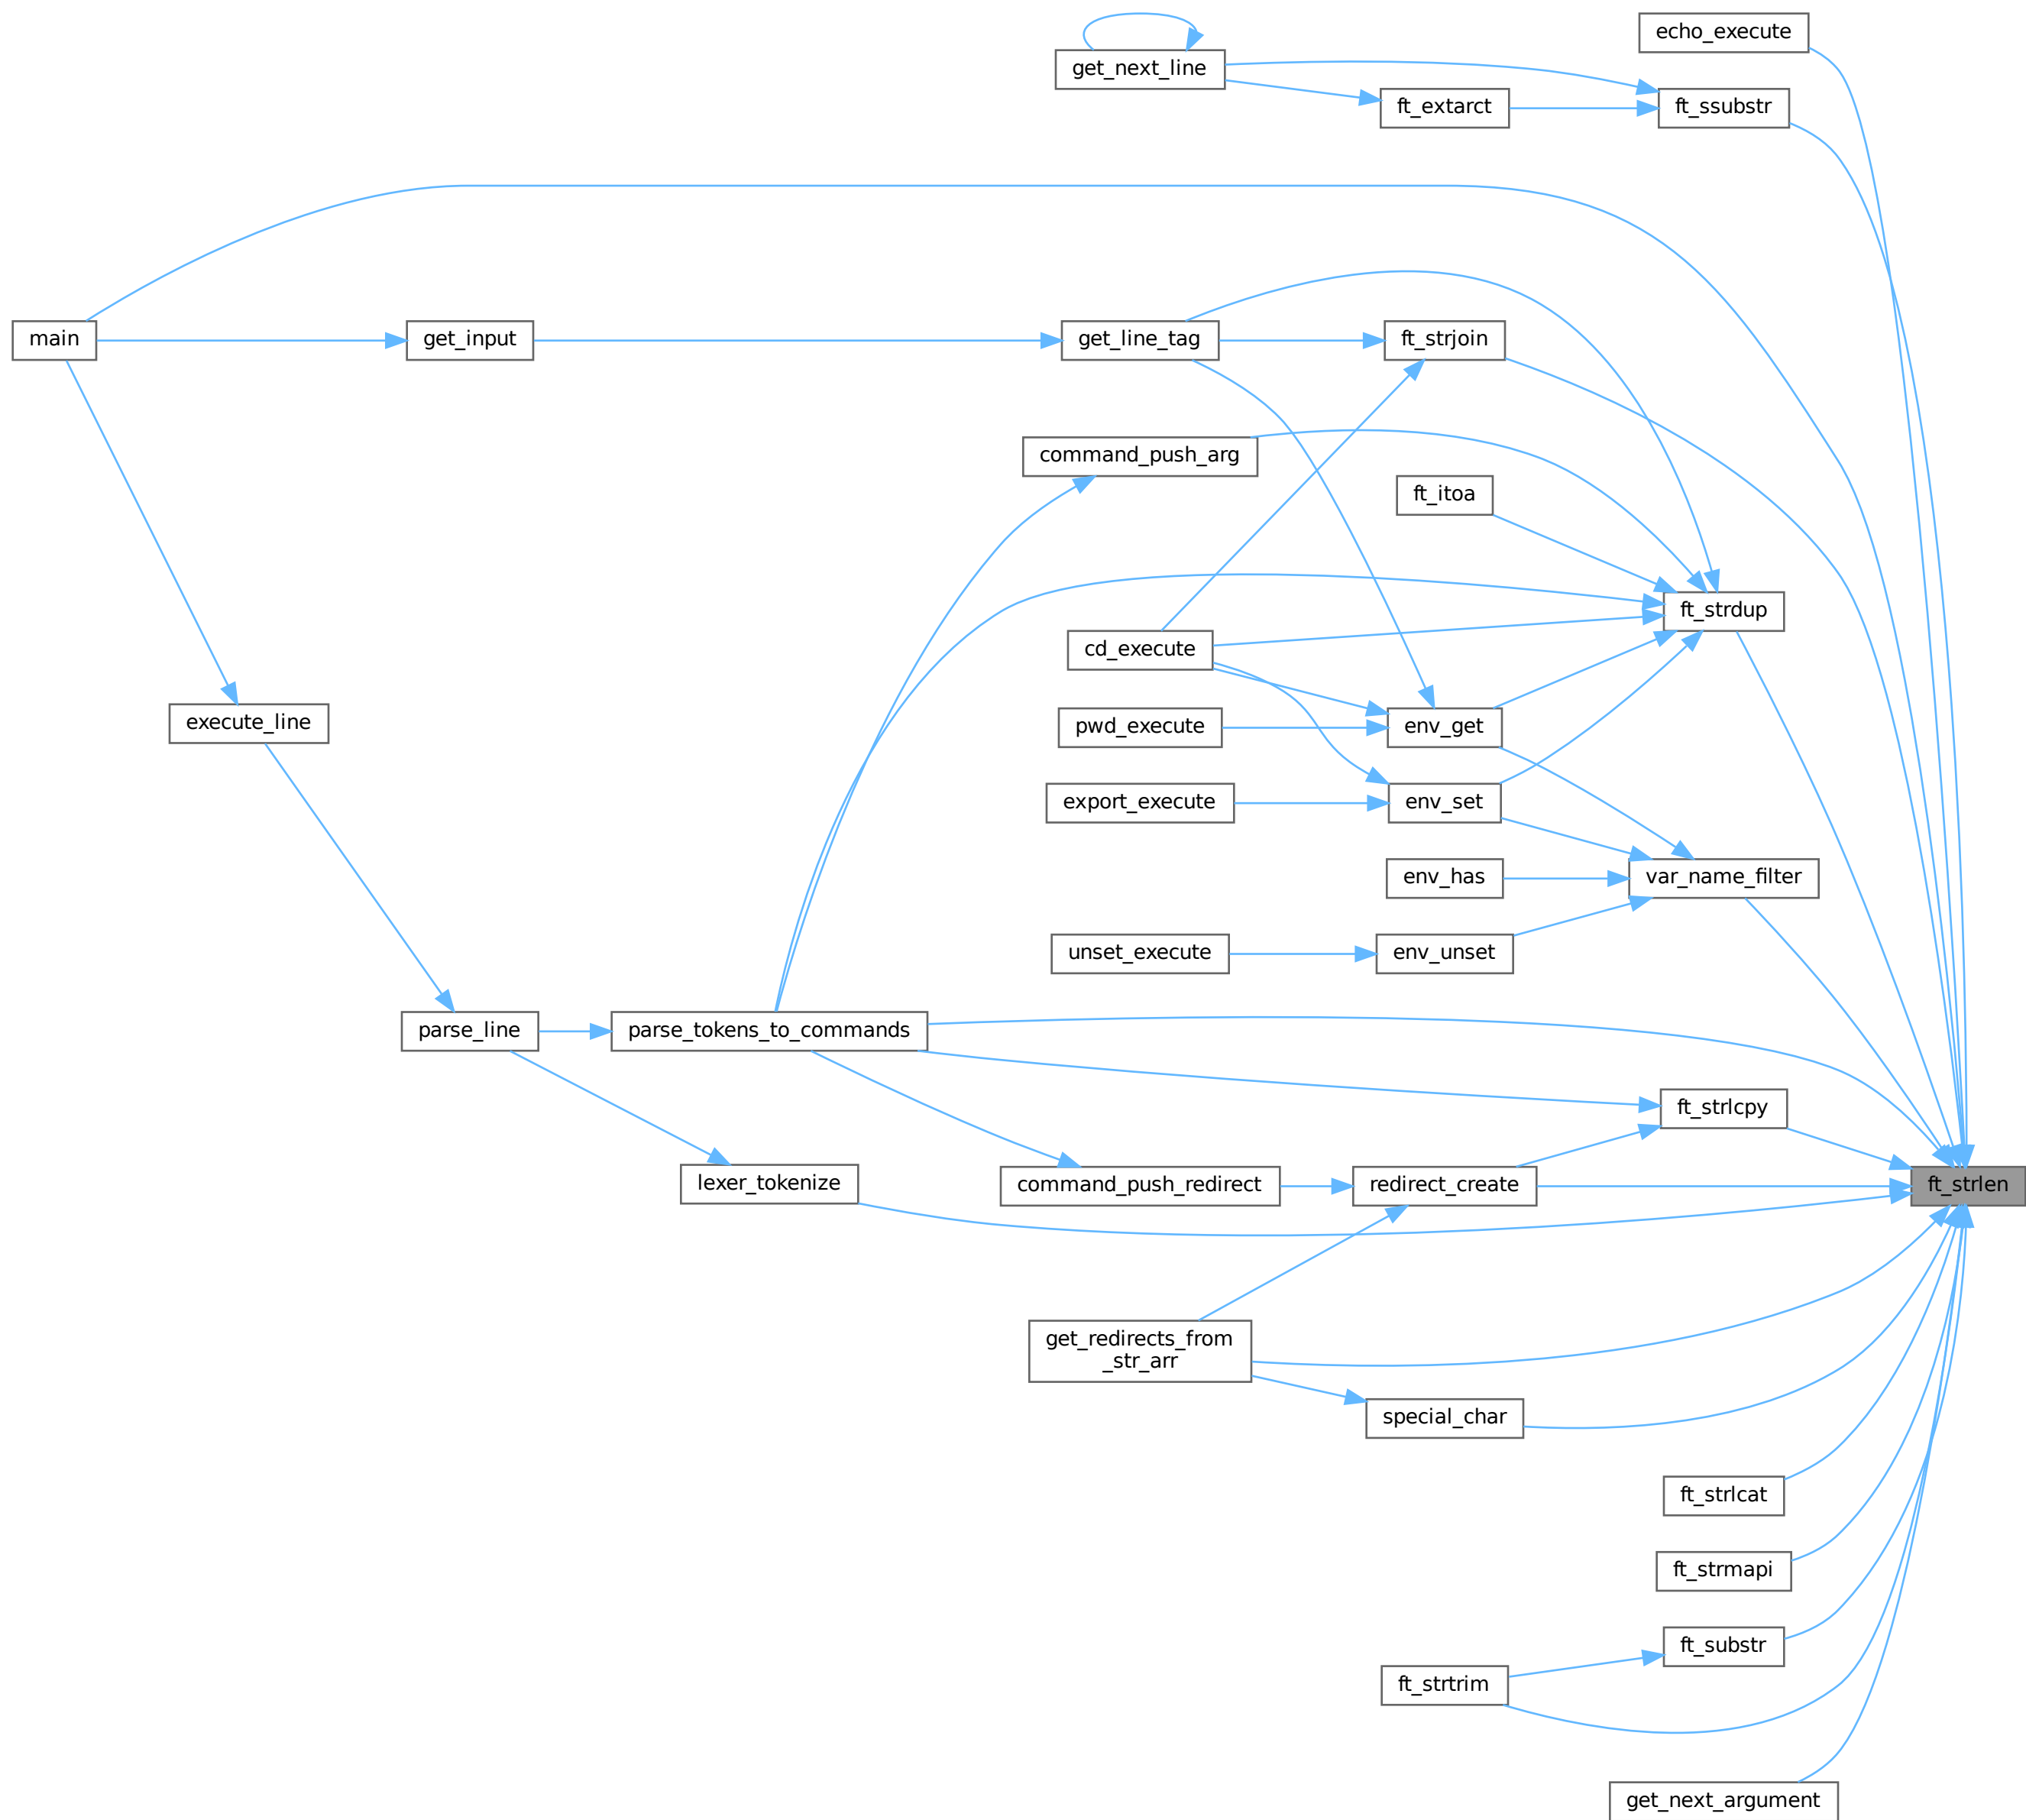 echo_execute
get_next_line
ft_extarct
ft_ssubstr
main
get_input
get_line_tag
ft_strjoin
command_push_arg
ft_itoa
ft_strdup
cd_execute
execute_line
pwd_execute
env_get
export_execute
env_set
env_has
var_name_filter
unset_execute
env_unset
parse_line
parse_tokens_to_commands
ft_strlcpy
lexer_tokenize
command_push_redirect
redirect_create
ft_strlen
get_redirects_from
_str_arr
special_char
ft_strlcat
ft_strmapi
ft_substr
ft_strtrim
get_next_argument